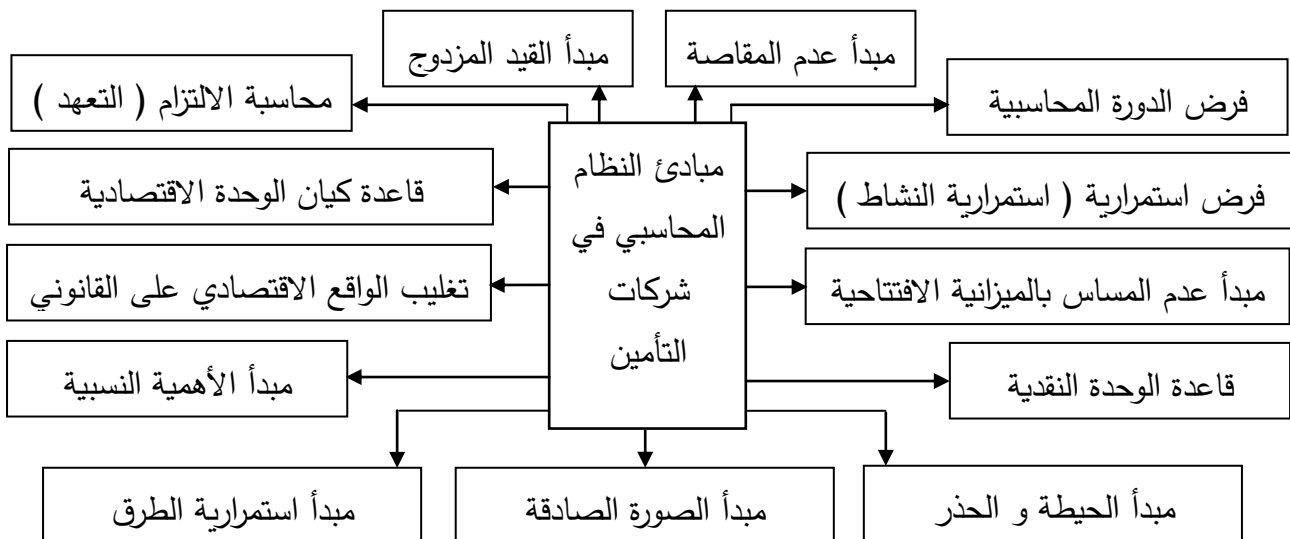 مبدأ عدم المقاصة
مبدأ القيد المزدوج
فرض الدورة المحاسبية
محاسبة الالتزام ( التعهد )
مبادئ النظام
المحاسبي في
شركات
التأمين
فرض استمرارية ( استمرارية النشاط )
قاعدة كيان الوحدة الاقتصادية
مبدأ عدم المساس بالميزانية الافتتاحية
تغليب الواقع الاقتصادي على القانوني
قاعدة الوحدة النقدية
مبدأ الأهمية النسبية
مبدأ الحيطة و الحذر
مبدأ الصورة الصادقة
مبدأ استمرارية الطرق